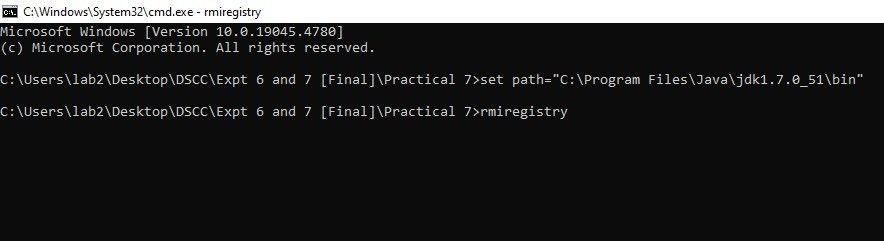 C:\Windows\System32\cmd.exe - rmiregistry
Microsoft Windows [Version 10.0.19045.4780]
(c) Microsoft Corporation. All rights reserved.
C:\Users\lab2\Desktop\DSCC\Expt 6 and 7 [Final]\Practical 7>set path="C:\Program Files\Java\jdk1.7.0_51\bin"
C:\Users\lab2\Desktop\DSCC\Expt 6 and 7 [Final]\Practical 7>rmiregistry